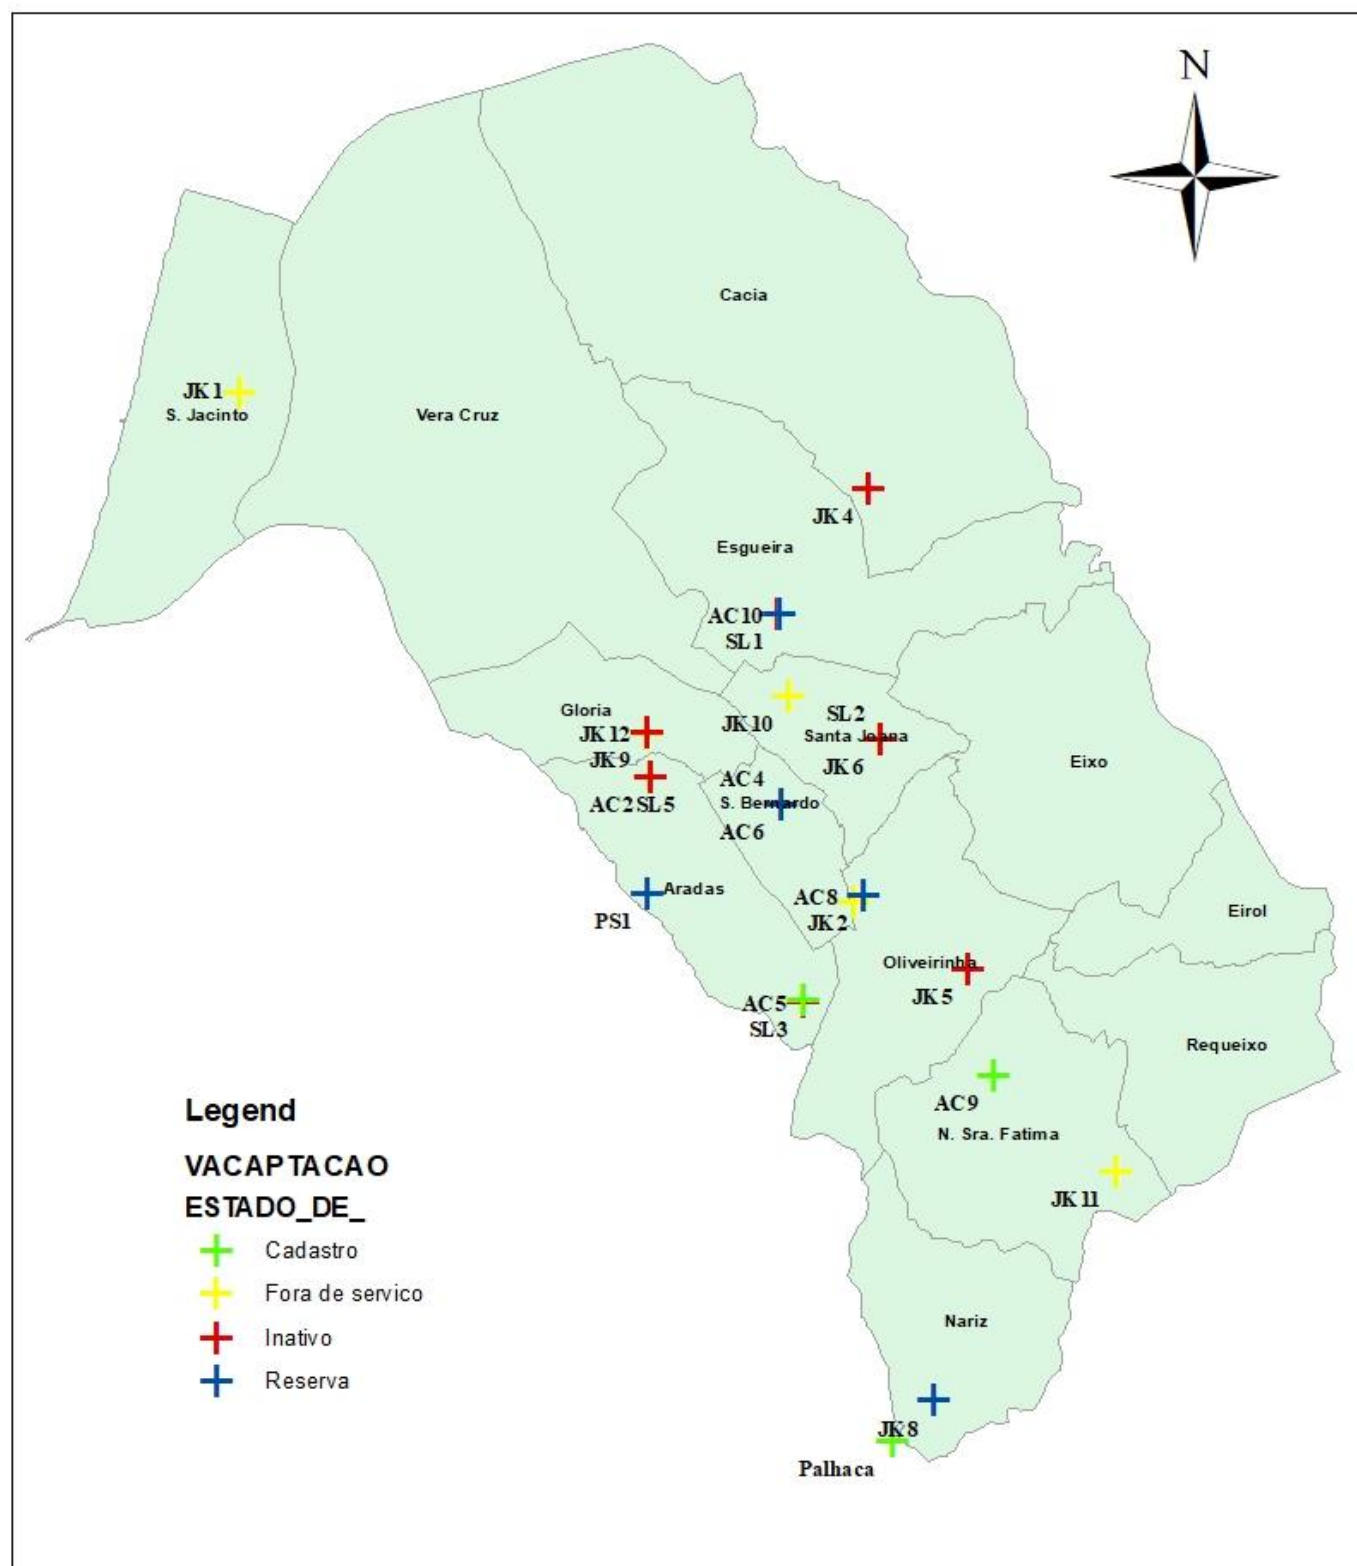 N
Cacia
JK1
S. Jacinto
Vera Cruz
JK4
Esgueira
AC10
SL1
Gloria
JK12
JK9
JK10
SL2
Santa Joana
JK6
Eixo
AC2 SL5
AC4
S. Bernardo
AC6
Aradas
PS1
AC8
JK2
Eirol
Oliveirinha
JK5
AC5
SL3
Requeixo
AC9
N. Sra. Fatima
JK11
Nariz
JK8
Palhaca
Legend
VACAPTACAO
ESTADO_DE_
Cadastro
Fora de servico
Inativo
Reserva